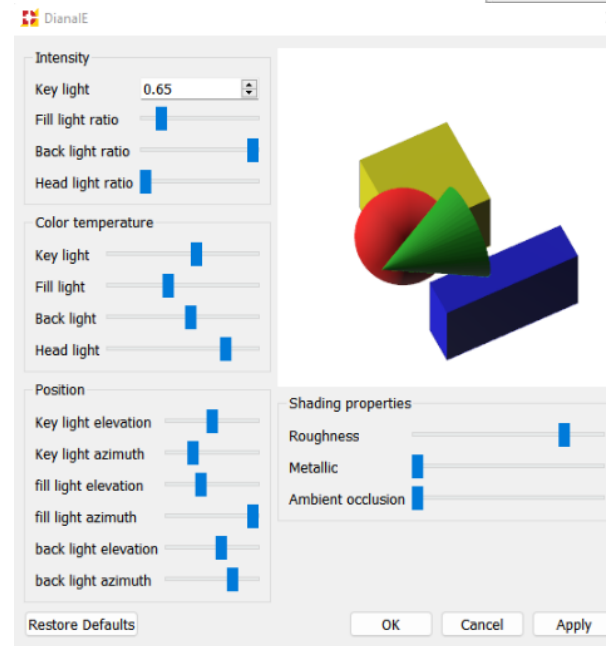 DianalE
Intensity
Key light 0.65
Fill light ratio
Back light ratio
Head light ratio
Color temperature
Key light
Fill light
Back light
Head light
Position
Key light elevation
Key light azimuth
fill light elevation
fill light azimuth
back light elevation
back light azimuth
Shading properties
Roughness
Metallic
Ambient occlusion
Restore Defaults OK Cancel Apply